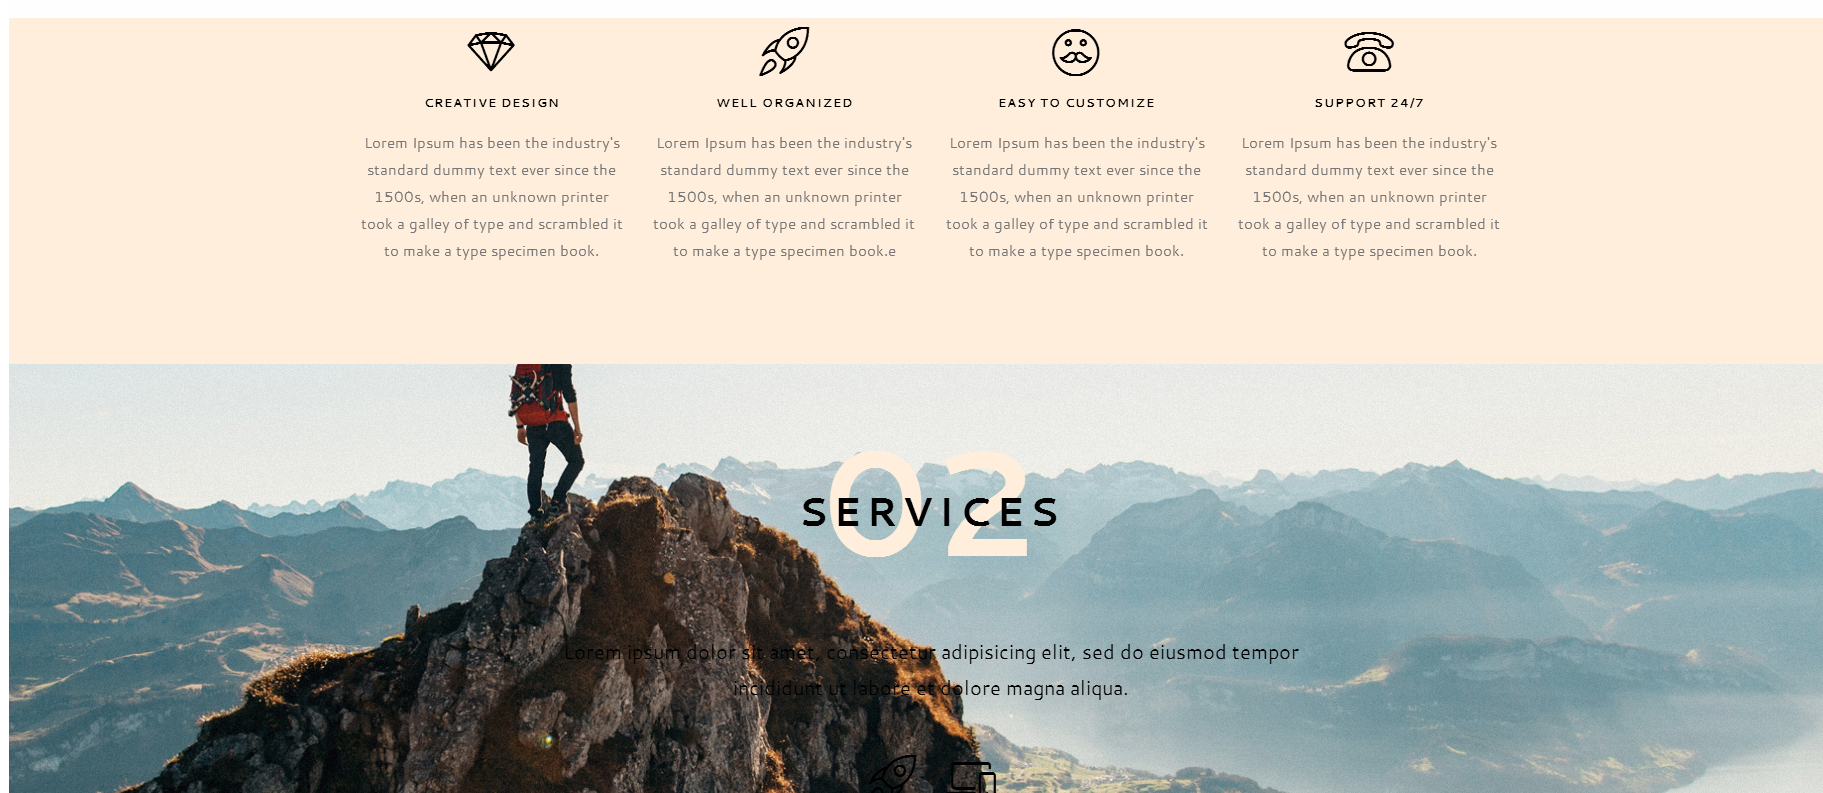 CREATIVE DESIGN
Lorem Ipsum has been the industry's
standard dummy text ever since the
1500s, when an unknown printer
took a galley of type and scrambled it
to make a type specimen book.
WELL ORGANIZED
Lorem Ipsum has been the industry's
standard dummy text ever since the
1500s, when an unknown printer
took a galley of type and scrambled it
to make a type specimen book.e
EASY TO CUSTOMIZE
Lorem Ipsum has been the industry's
standard dummy text ever since the
1500s, when an unknown printer
took a galley of type and scrambled it
to make a type specimen book.
SUPPORT 24/7
Lorem Ipsum has been the industry's
standard dummy text ever since the
1500s, when an unknown printer
took a galley of type and scrambled it
to make a type specimen book.
02
SERVICES
Lorem ipsum dolor sit amet, consectetur adipisicing elit, sed do eiusmod tempor
incididunt ut labore et dolore magna aliqua.